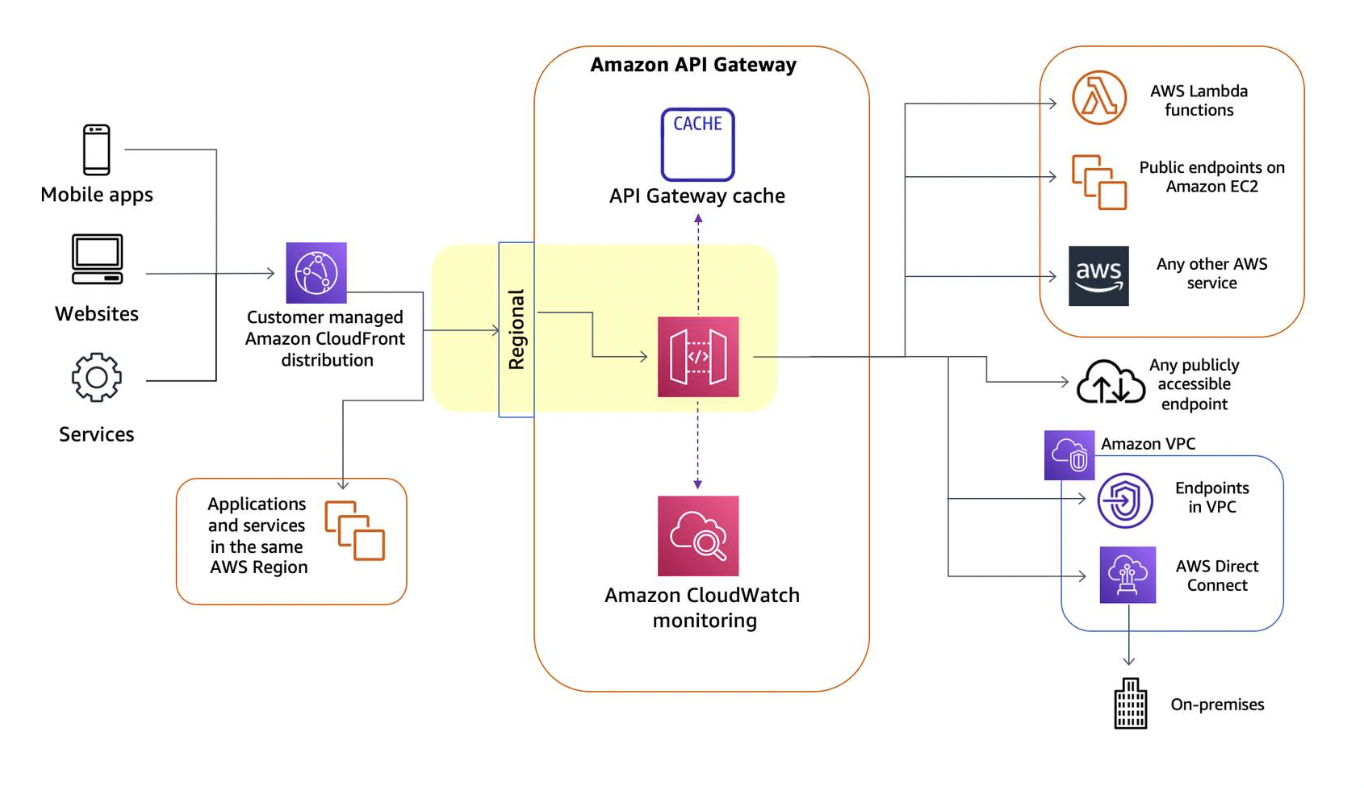 Amazon API Gateway
CACHE
API Gateway cache
Mobile apps
Websites
Services
Customer managed
Amazon CloudFront
distribution
Regional
</>
Applications
and services
in the same
AWS Region
Amazon CloudWatch
monitoring
AWS Lambda
functions
Public endpoints on
Amazon EC2
aws
Any other AWS
service
Any publicly
accessible
endpoint
Amazon VPC
Endpoints
in VPC
AWS Direct
Connect
On-premises